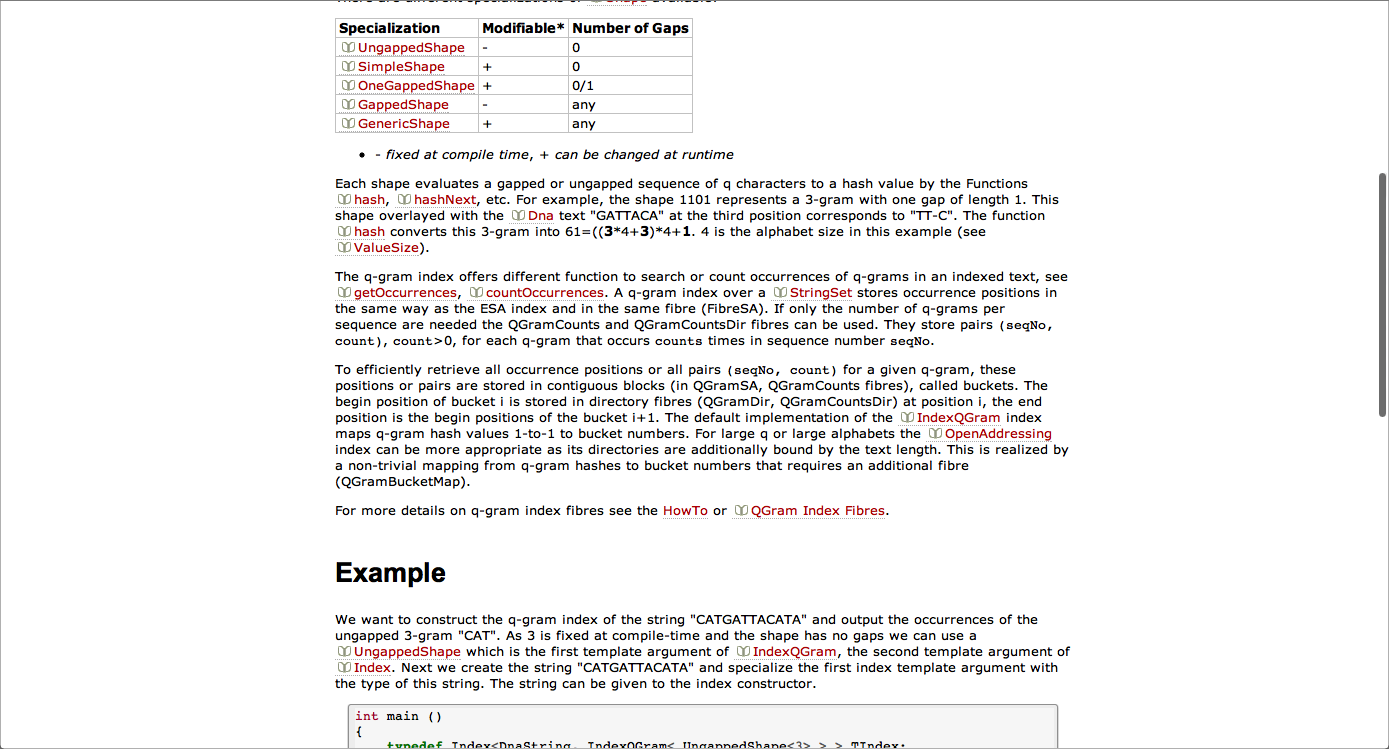 Specialization Modifiable* Number of Gaps
UngappedShape - 0
SimpleShape + 0
OneGappedShape + 0/1
GappedShape - any
GenericShape + any
• - fixed at compile time, + can be changed at runtime
Each shape evaluates a gapped or ungapped sequence of q characters to a hash value by the Functions
hash, hashNext, etc. For example, the shape 1101 represents a 3-gram with one gap of length 1. This
shape overlayed with the Dna text "GATTACA" at the third position corresponds to "TT-C". The function
hash converts this 3-gram into 61=((3*4+3)*4+1. 4 is the alphabet size in this example (see
ValueSize).
The q-gram index offers different function to search or count occurrences of q-grams in an indexed text, see
getOccurrences, countOccurrences. A q-gram index over a StringSet stores occurrence positions in
the same way as the ESA index and in the same fibre (FibreSA). If only the number of q-grams per
sequence are needed the QGramCounts and QGramCountsDir fibres can be used. They store pairs (seqNo,
count), count>0, for each q-gram that occurs counts times in sequence number seqNo.
To efficiently retrieve all occurrence positions or all pairs (seqNo, count) for a given q-gram, these
positions or pairs are stored in contiguous blocks (in QGramSA, QGramCounts fibres), called buckets. The
begin position of bucket i is stored in directory fibres (QGramDir, QGramCountsDir) at position i, the end
position is the begin positions of the bucket i+1. The default implementation of the IndexQGram index
maps q-gram hash values 1-to-1 to bucket numbers. For large q or large alphabets the OpenAddressing
index can be more appropriate as its directories are additionally bound by the text length. This is realized by
a non-trivial mapping from q-gram hashes to bucket numbers that requires an additional fibre
(QGramBucketMap).
For more details on q-gram index fibres see the HowTo or QGram Index Fibres.
Example
We want to construct the q-gram index of the string "CATGATTACATA" and output the occurrences of the
ungapped 3-gram "CAT". As 3 is fixed at compile-time and the shape has no gaps we can use a
UngappedShape which is the first template argument of IndexQGram, the second template argument of
Index. Next we create the string "CATGATTACATA" and specialize the first index template argument with
the type of this string. The string can be given to the index constructor.
int main ()
{
typedef Index<DnaString, IndexQGram< UngappedShape<3> > > TIndex;